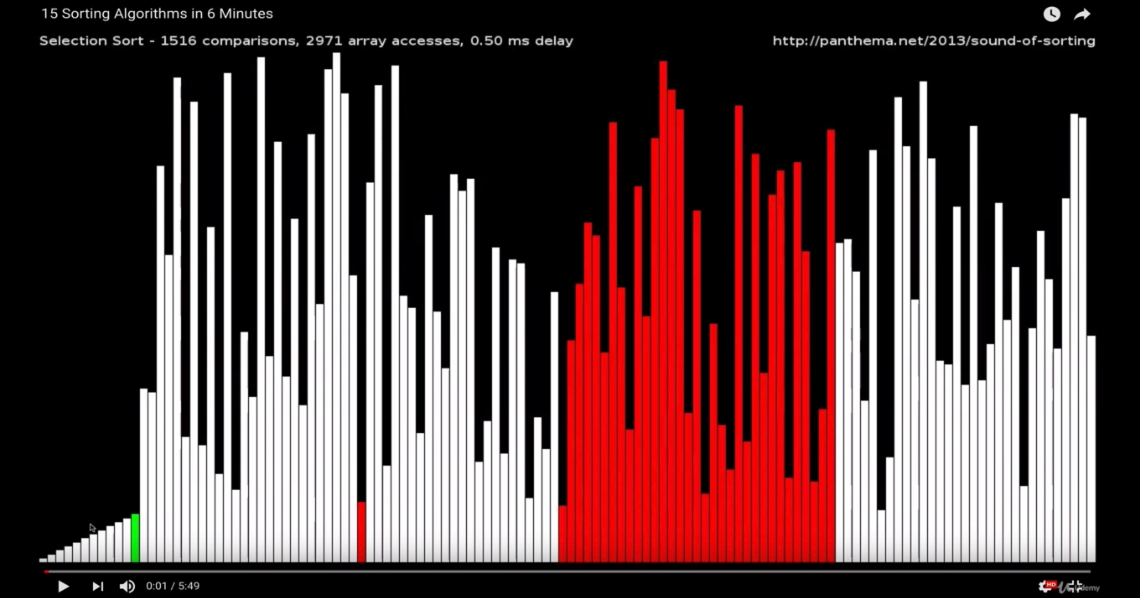 15 Sorting Algorithms in 6 Minutes
Selection Sort - 1516 comparisons, 2971 array accesses, 0.50 ms delay
http://panthema.net/2013/sound-of-sorting
0:01 / 5:49
HD